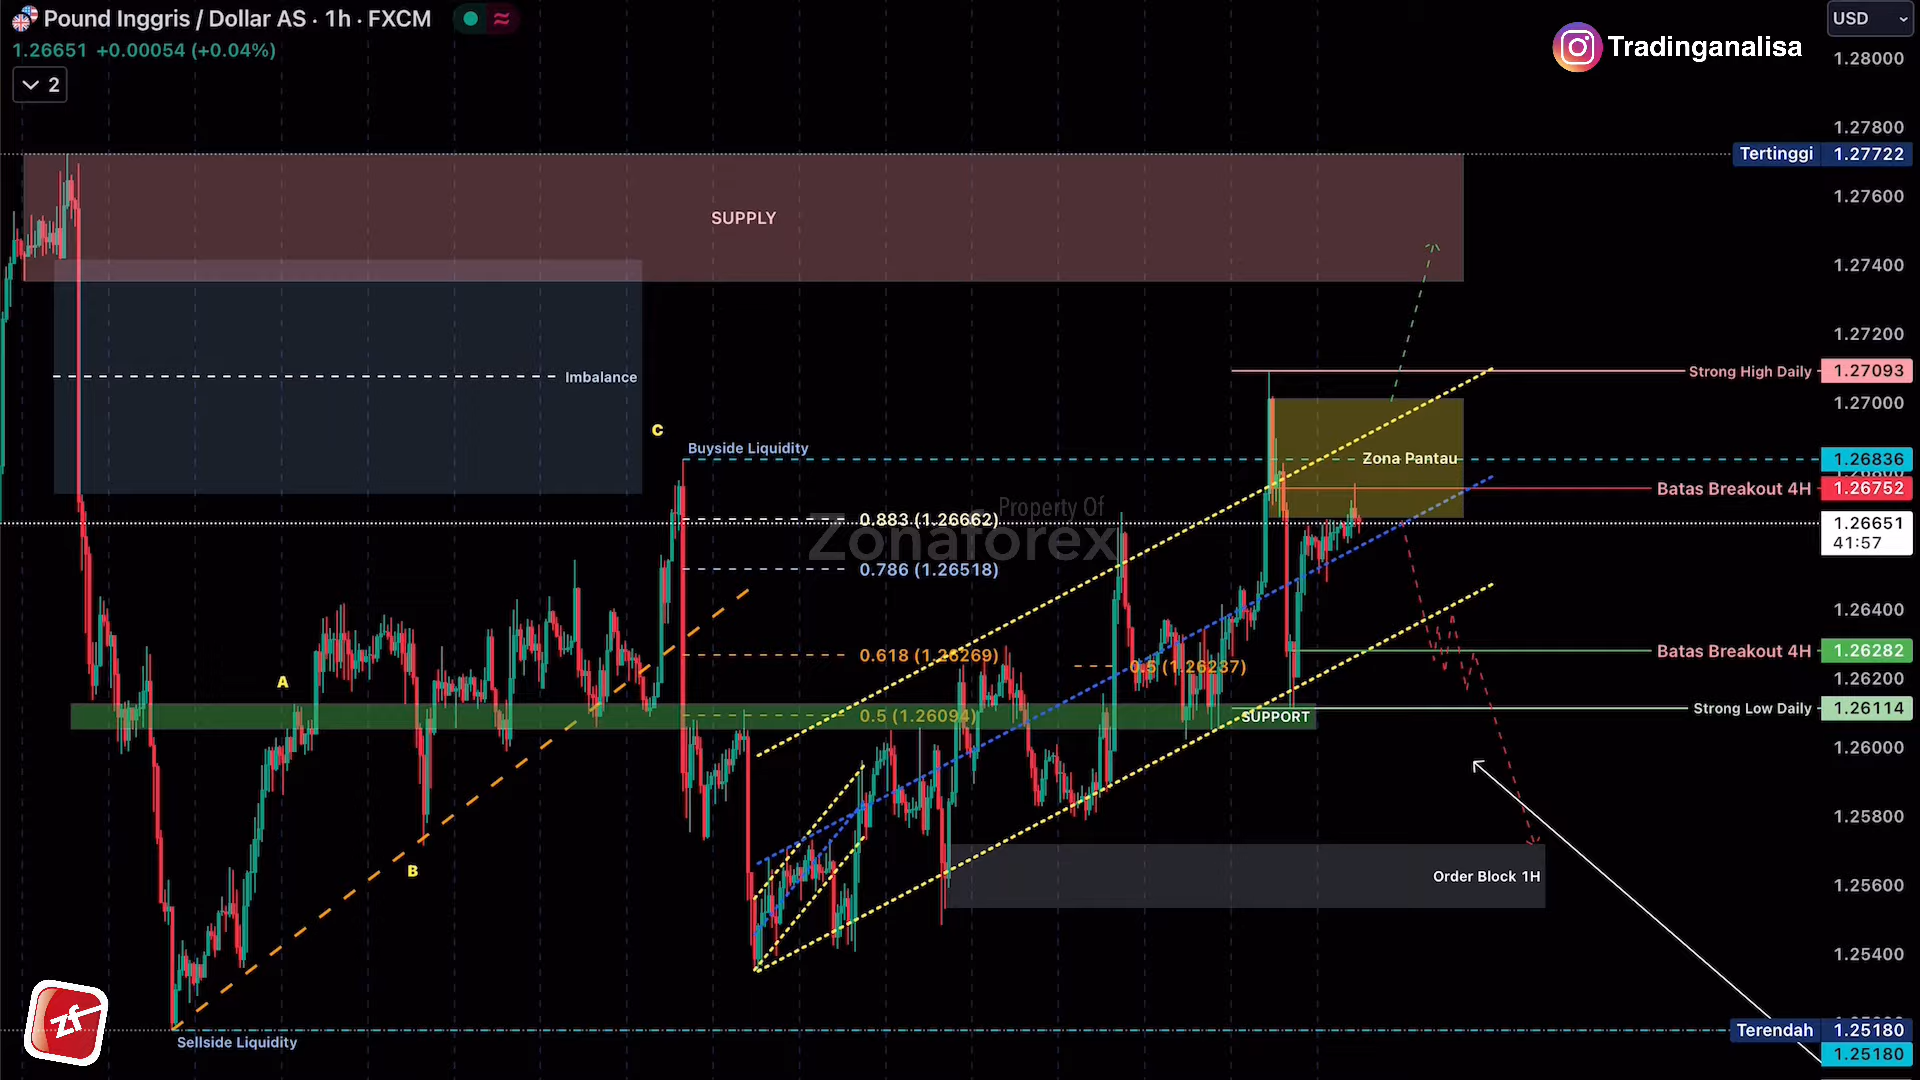 Pound Inggris / Dollar AS · 1h · FXCM
1.26651 +0.00054 (+0.04%)
2
Tradinganalisa
USD
1.28000
1.27800
Tertinggi 1.27722
1.27600
SUPPLY
1.27400
1.27200
Imbalance
Strong High Daily 1.27093
1.27000
C
Buyside Liquidity
Zona Pantau
1.26836
Batas Breakout 4H 1.26752
Property Of
Zonaforex
0.883 (1.26662)
1.26651
41:57
0.786 (1.26518)
1.26400
0.618 (1.26269)
Batas Breakout 4H 1.26282
0.5 (1.26237)
A
1.26200
Strong Low Daily 1.26114
0.5 (1.26094)
SUPPORT
1.26000
1.25800
B
Order Block 1H
1.25600
1.25400
zf
Terendah 1.25180
Sellside Liquidity
1.25180